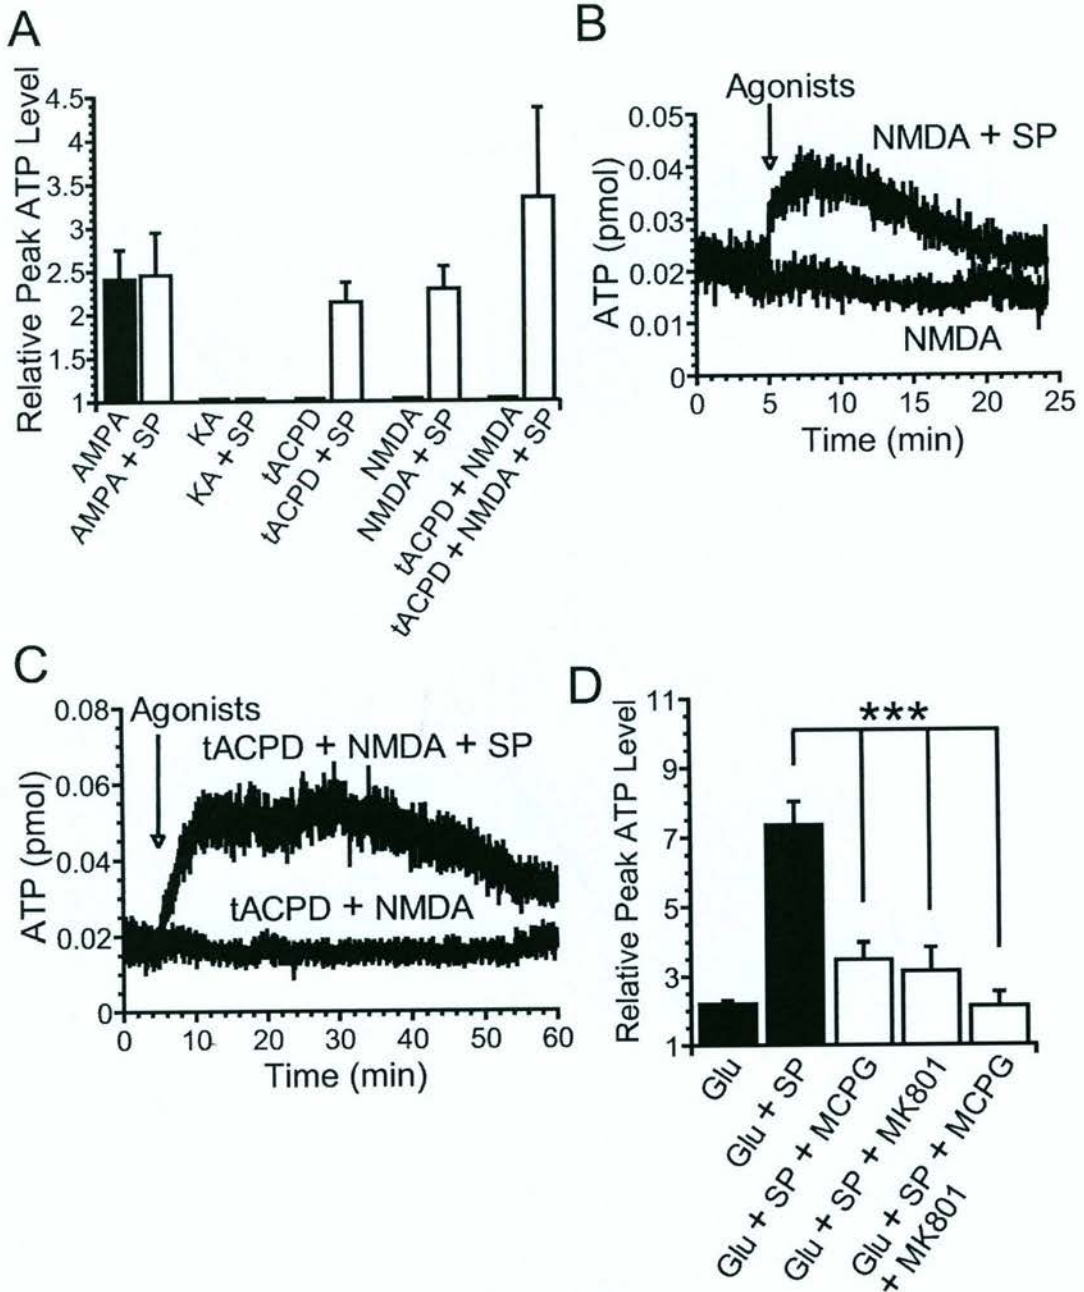 A
Relative Peak ATP Level
4.5
4
3.5
3
2.5
2
1.5
1
AMPA
AMPA + SP
KA
KA + SP
tACPD
tACPD + SP
NMDA
NMDA + SP
tACPD + NMDA
tACPD + NMDA + SP
B
Agonists
NMDA + SP
NMDA
ATP (pmol)
0.05
0.04
0.03
0.02
0.01
0
0 5 10 15 20 25
Time (min)
C
Agonists
tACPD + NMDA + SP
tACPD + NMDA
ATP (pmol)
0.08
0.06
0.04
0.02
0
0 10 20 30 40 50 60
Time (min)
D
***
Relative Peak ATP Level
11
9
7
5
3
1
Glu
Glu + SP
Glu + SP + MCPG
Glu + SP + MK801
Glu + SP + MCPG
+ MK801